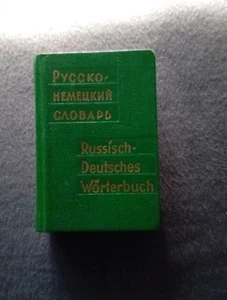 Русско-
немецкий
словарь
Russisch-
Deutsches
Wörterbuch